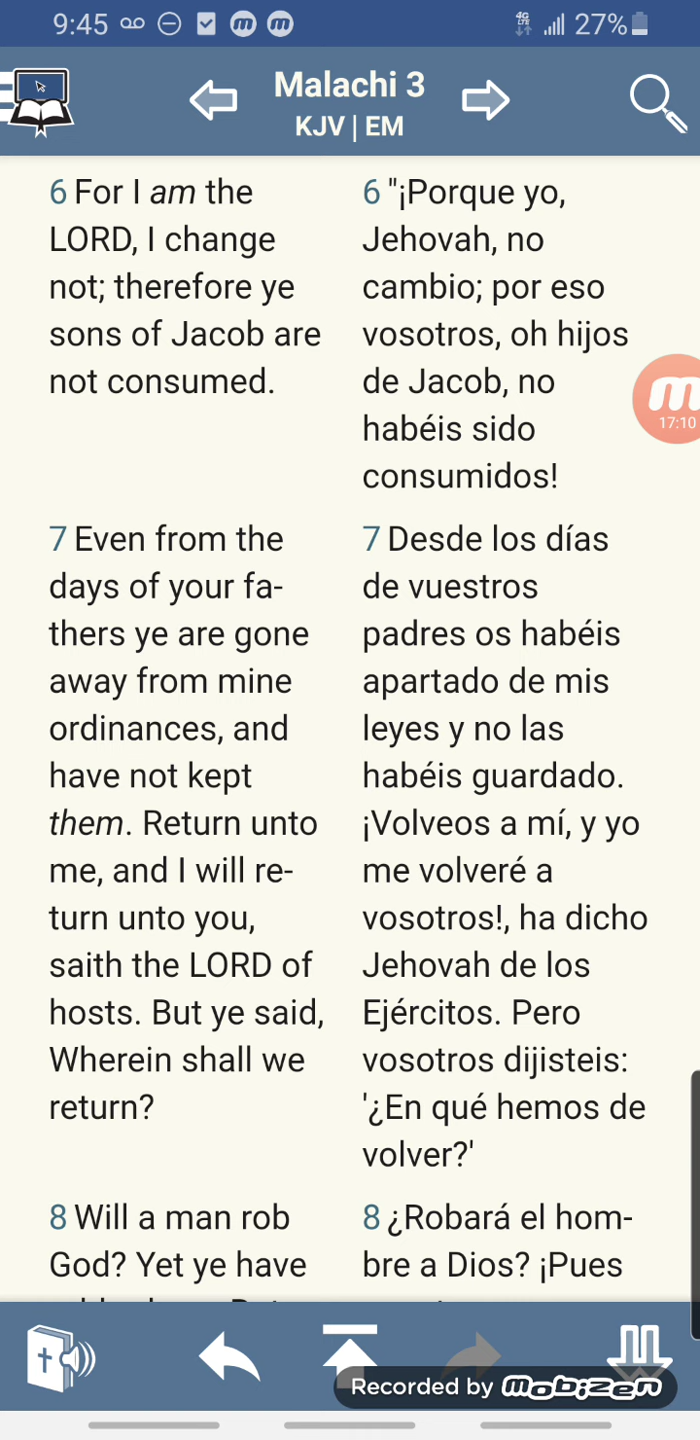 9:45
4G LTE
27%
Malachi 3
KJV | EM
6 For I am the
LORD, I change
not; therefore ye
sons of Jacob are
not consumed.
6 "¡Porque yo,
Jehovah, no
cambio; por eso
vosotros, oh hijos
de Jacob, no
habéis sido
consumidos!
m
17:10
7 Even from the
days of your fa-
thers ye are gone
away from mine
ordinances, and
have not kept
them. Return unto
me, and I will re-
turn unto you,
saith the LORD of
hosts. But ye said,
Wherein shall we
return?
7 Desde los días
de vuestros
padres os habéis
apartado de mis
leyes y no las
habéis guardado.
¡Volveos a mí, y yo
me volveré a
vosotros!, ha dicho
Jehovah de los
Ejércitos. Pero
vosotros dijisteis:
'¿En qué hemos de
volver?'
8 Will a man rob
God? Yet ye have
8 ¿Robará el hom-
bre a Dios? ¡Pues
Recorded by mobizen